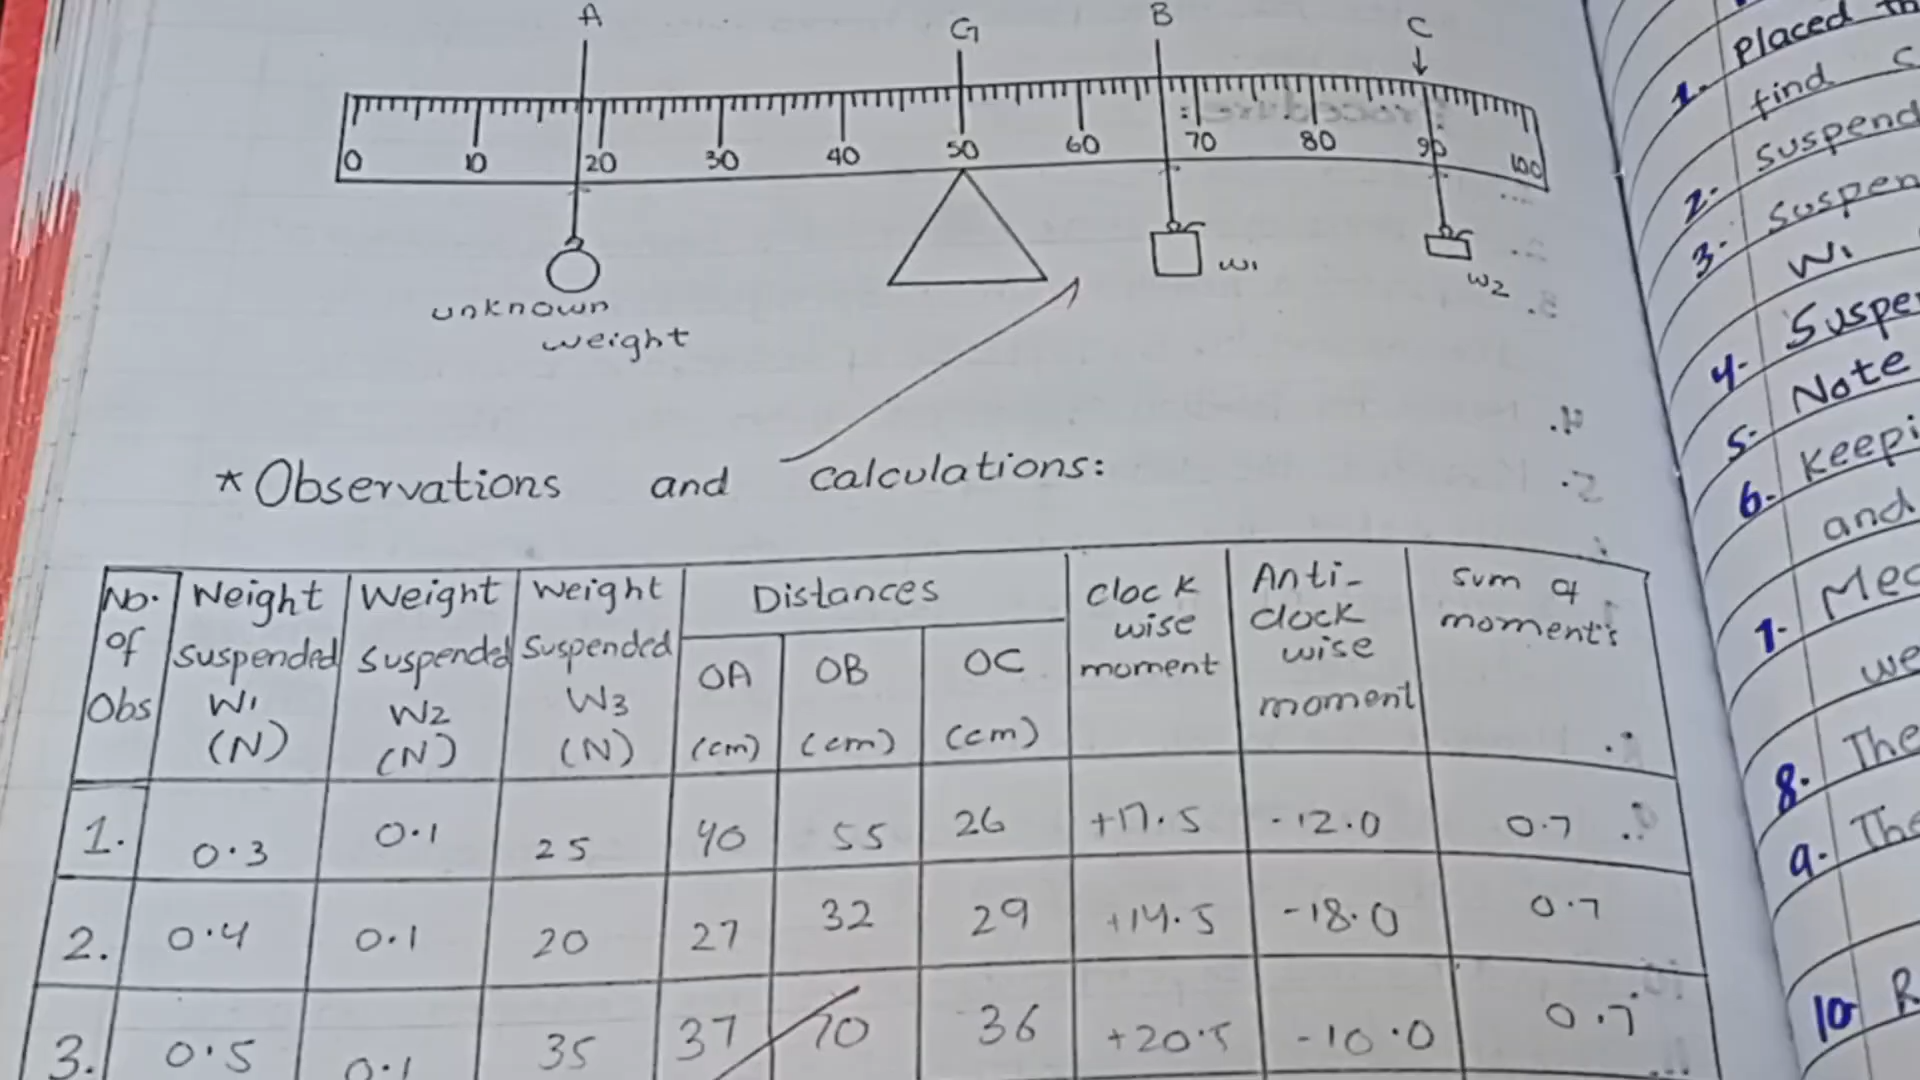 A G B C
0 10 20 30 40 50 60 70 80 90 100
unknown
weight
W1
W2
* Observations and calculations:
No. of Obs
Weight Suspended W1 (N)
Weight Suspended W2 (N)
Weight Suspended W3 (N)
Distances
OA (cm)
OB (cm)
OC (cm)
clock wise moment
Anti-clock wise moment
Sum of moment's
1. 0.3 0.1 25 40 55 26 +17.5 -12.0 0.7
2. 0.4 0.1 20 27 32 29 +14.5 -18.0 0.7
3. 0.5 0.1 35 37 70 36 +20.5 -10.0 0.7
1. Placed
find
2. Suspend
3. Suspen
W1
4. Suspe
5. Note
6. Keepi
and
7. Mec
we
8. The
9. The
10. R